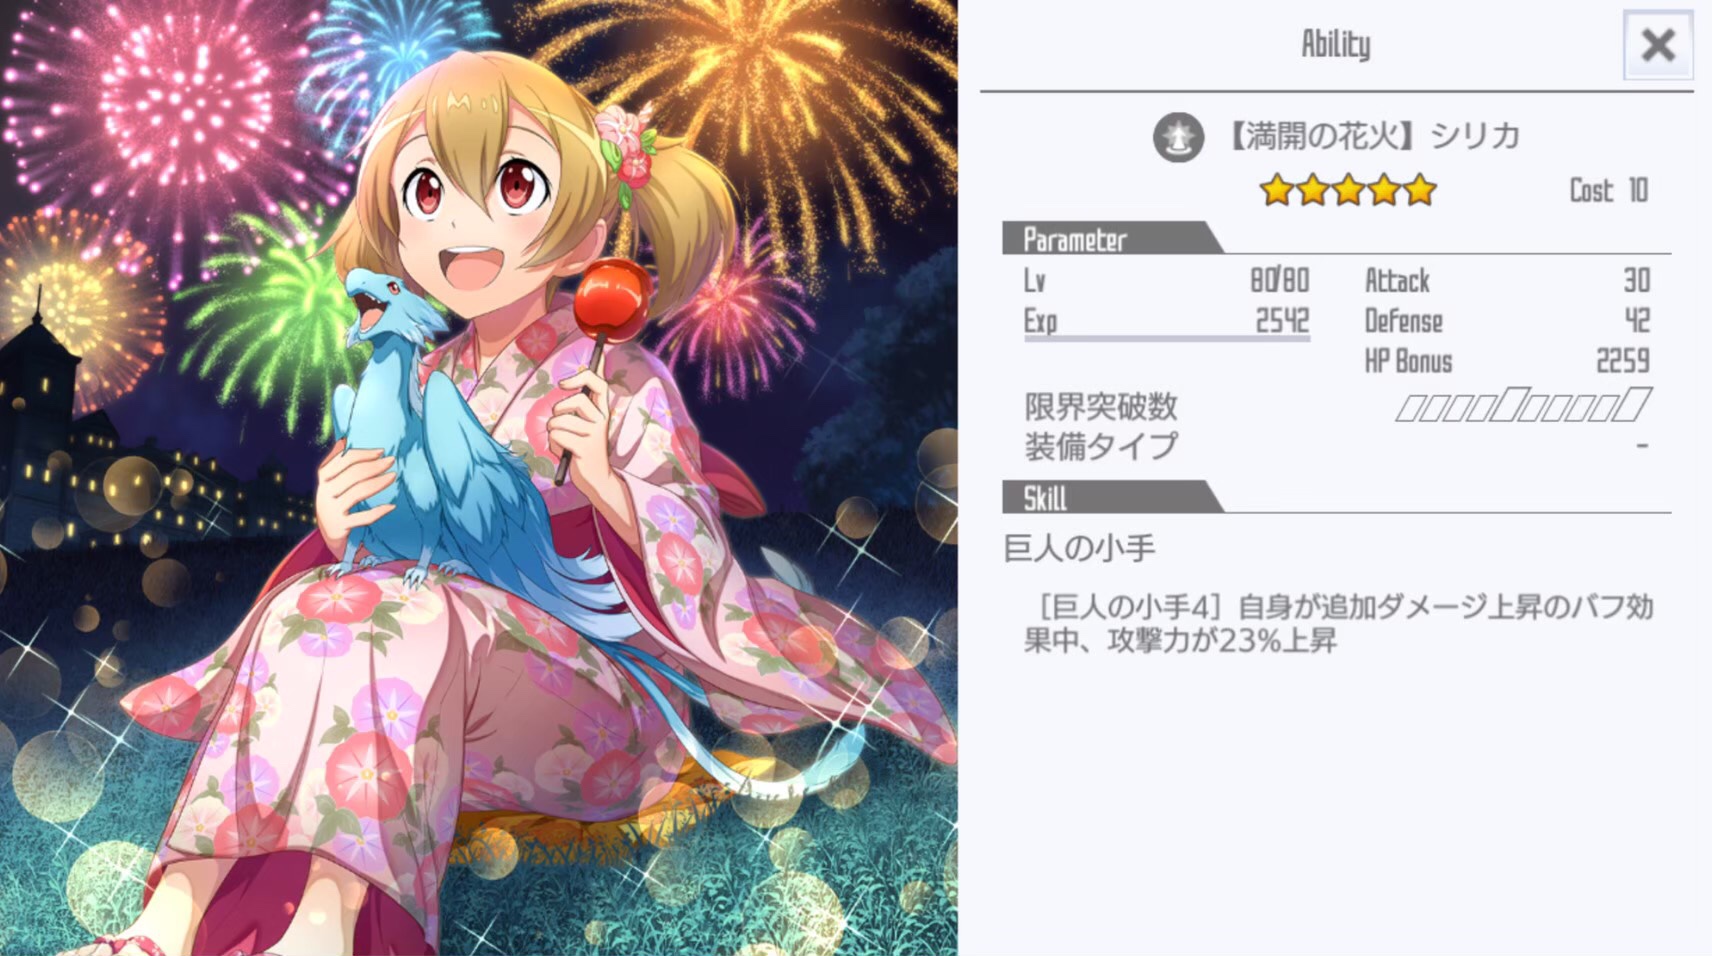 Ability
【満開の花火】シリカ
Cost 10
Parameter
Lv 80/80
Attack 30
Exp 2542
Defense 42
HP Bonus 2259
限界突破数
装備タイプ -
Skill
巨人の小手
［巨人の小手4］自身が追加ダメージ上昇のバフ効
果中、攻撃力が23%上昇